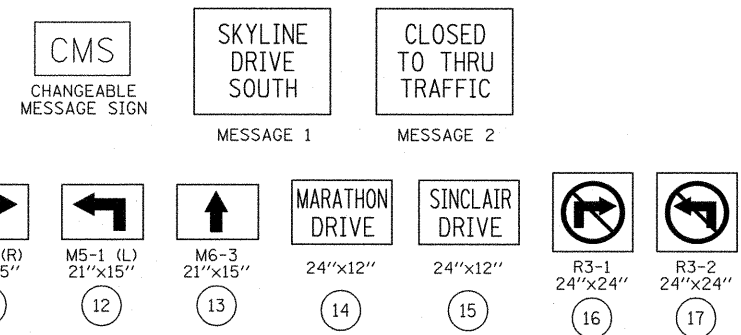 CMS
CHANGEABLE
MESSAGE SIGN
SKYLINE
DRIVE
SOUTH
MESSAGE 1
CLOSED
TO THRU
TRAFFIC
MESSAGE 2
(R)
5"
M5-1 (L)
21"x15"
12
M6-3
21"x15"
13
MARATHON
DRIVE
24"x12"
14
SINCLAIR
DRIVE
24"x12"
15
R3-1
24"x24"
16
R3-2
24"x24"
17